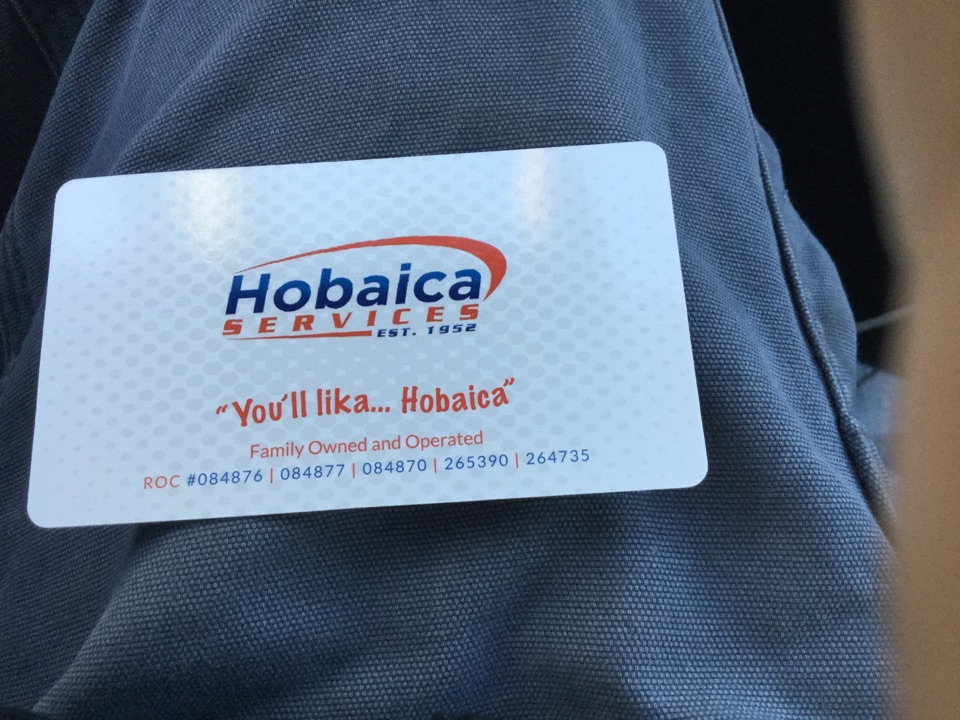 Hobaica
SERVICES
EST. 1952
“You'll lika... Hobaica”
Family Owned and Operated
ROC #084876 | 084877 | 084870 | 265390 | 264735